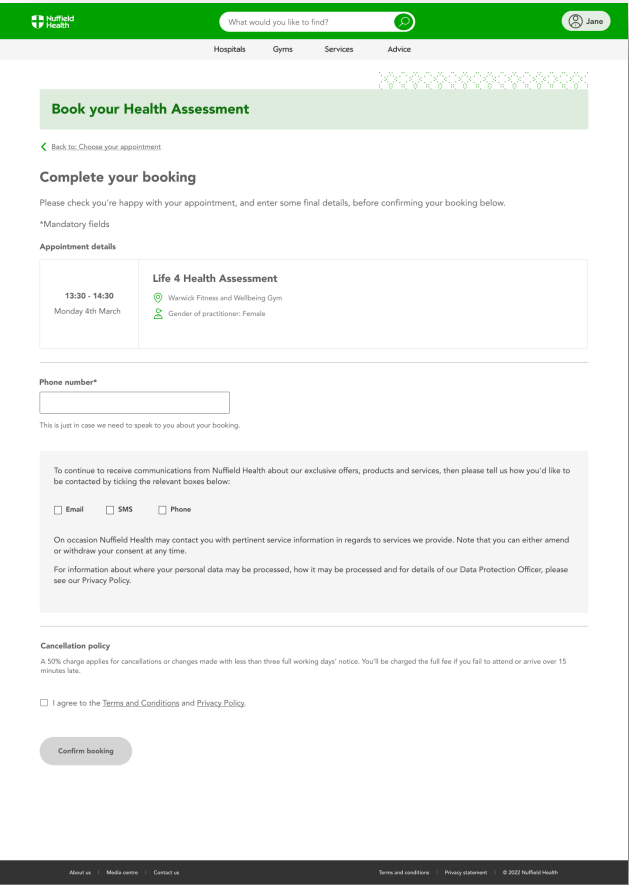 Nuffield
Health
What would you like to find?
Jane
Hospitals Gyms Services Advice
Book your Health Assessment
Back to: Choose your appointment
Complete your booking
Please check you're happy with your appointment, and enter some final details, before confirming your booking below.
*Mandatory fields
Appointment details
Life 4 Health Assessment
13:30 - 14:30
Monday 4th March
Warwick Fitness and Wellbeing Gym
Gender of practitioner: Female
Phone number*
This is just in case we need to speak to you about your booking.
To continue to receive communications from Nuffield Health about our exclusive offers, products and services, then please tell us how you'd like to
be contacted by ticking the relevant boxes below:
Email SMS Phone
On occasion Nuffield Health may contact you with pertinent service information in regards to services we provide. Note that you can either amend
or withdraw your consent at any time.
For information about where your personal data may be processed, how it may be processed and for details of our Data Protection Officer, please
see our Privacy Policy.
Cancellation policy
A 50% charge applies for cancellations or changes made with less than three full working days' notice. You'll be charged the full fee if you fail to attend or arrive over 15
minutes late.
I agree to the Terms and Conditions and Privacy Policy.
Confirm booking
About us | Media centre | Contact us Terms and conditions | Privacy statement | © 2022 Nuffield Health